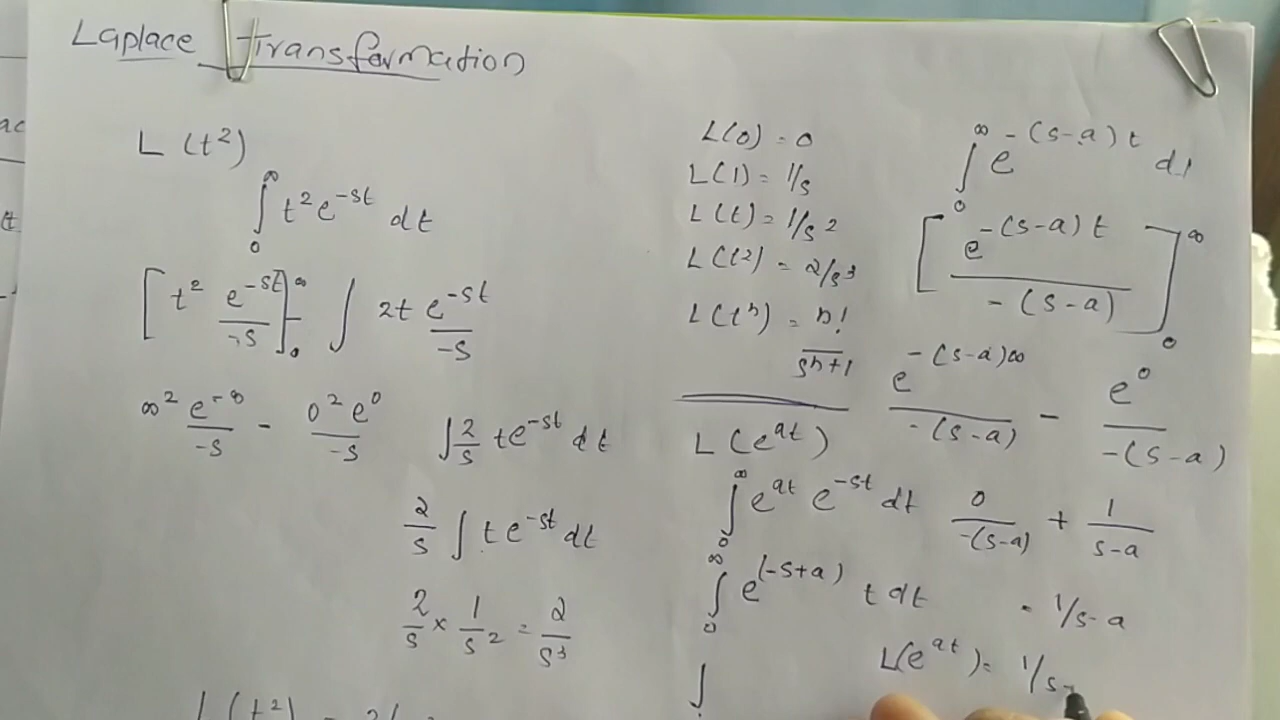 Laplace Transformation
L(t²)
∫₀^∞ t² e^(-st) dt
[t² e^(-st)/-s]₀^∞ - ∫ 2t e^(-st)/-s
∞² e^(-∞)/-s - 0² e⁰/-s   ∫ 2/s t e^(-st) dt
2/s ∫ t e^(-st) dt
2/s × 1/s² = 2/s³
L(t²)
L(0) = 0
L(1) = 1/s
L(t) = 1/s²
L(t²) = 2/s³
L(tⁿ) = n!/s^(n+1)
L(e^(at))
∫₀^∞ e^(at) e^(-st) dt
∫₀^∞ e^(-s+a) t dt
∫
∫₀^∞ e^(-(s-a)t) dt
[e^(-(s-a)t)/-(s-a)]₀^∞
e^(-(s-a)∞)/-(s-a) - e⁰/-(s-a)
0/-(s-a) + 1/s-a
= 1/s-a
L(e^(at)) = 1/s-